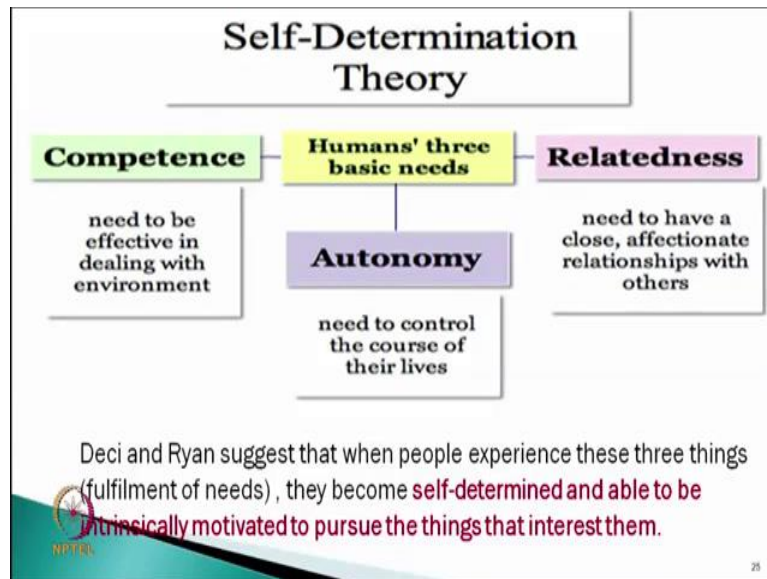 Self-Determination
Theory
Competence
Humans' three
basic needs
Relatedness
need to be
effective in
dealing with
environment
Autonomy
need to have a
close, affectionate
relationships with
others
need to control
the course of
their lives
Deci and Ryan suggest that when people experience these three things
(fulfilment of needs) , they become self-determined and able to be
intrinsically motivated to pursue the things that interest them.
NPTEL
25